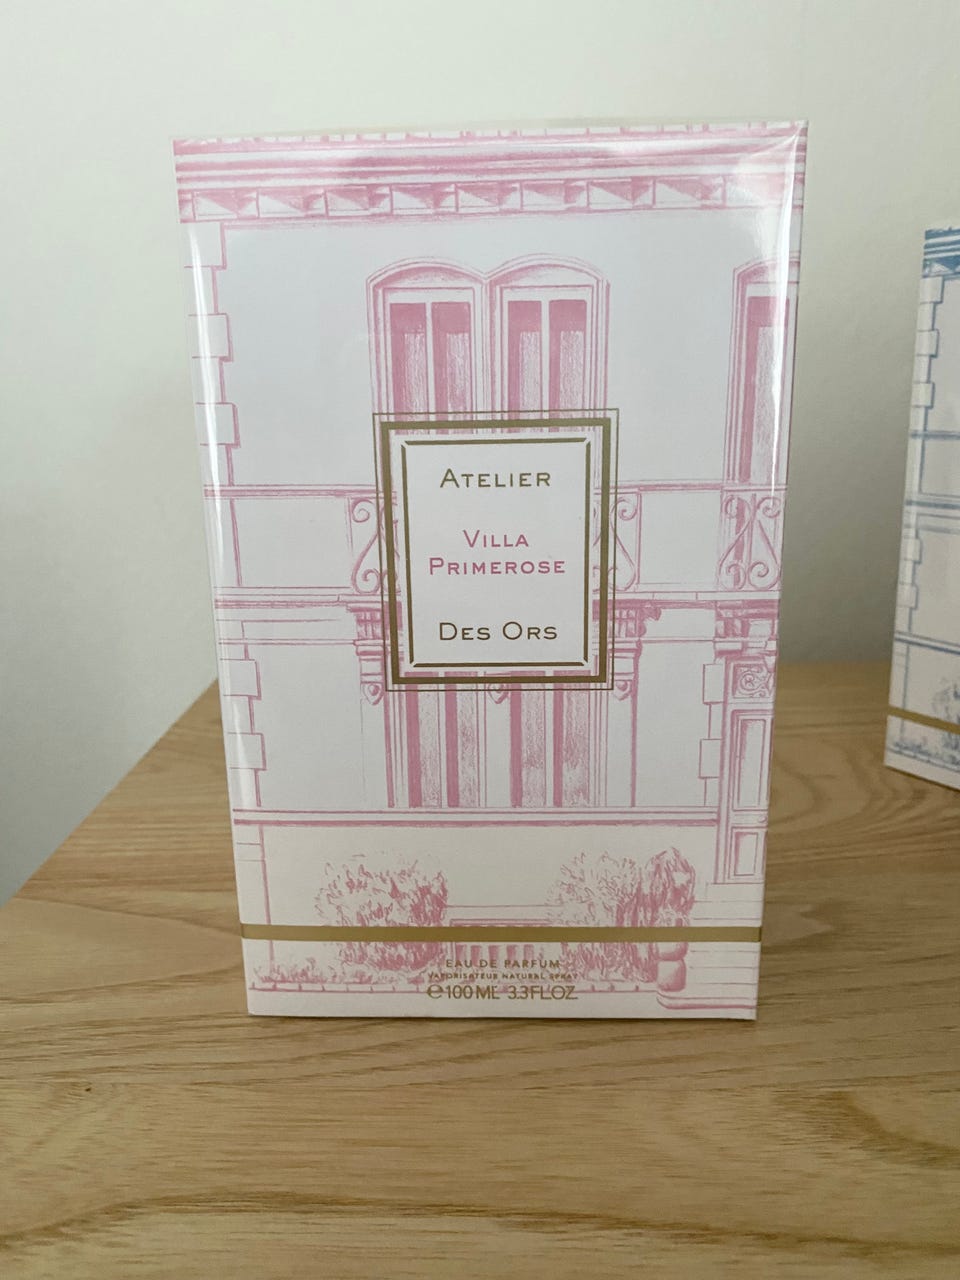 ATELIER
VILLA
PRIMEROSE
DES ORS
EAU DE PARFUM
VAPORISATEUR NATURAL SPRAY
℮100 ML 3.3 FL.OZ.